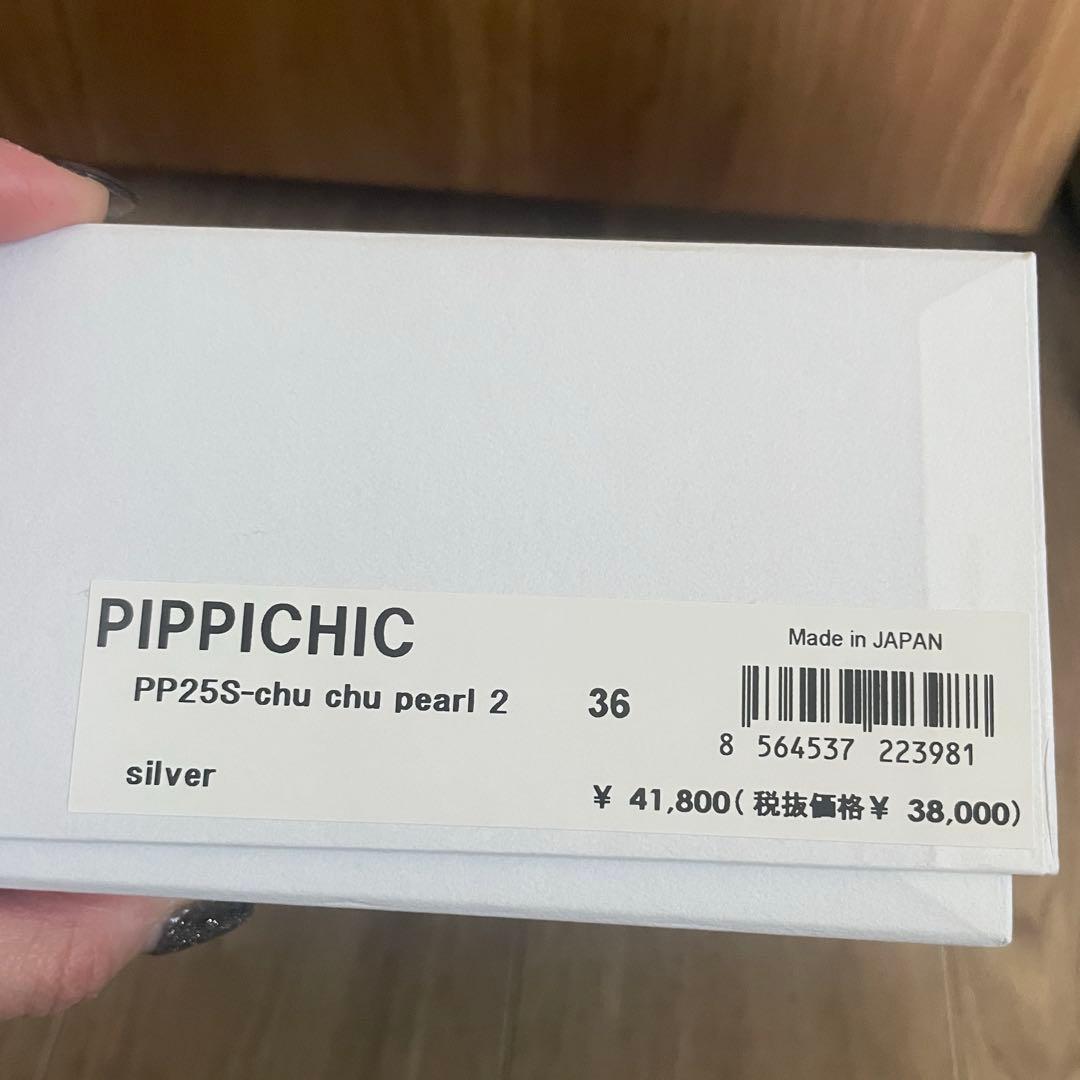 PIPPICHIC
Made in JAPAN
PP25S-chu chu pearl 2 36
8 564537 223981
silver
¥ 41,800(税抜価格¥ 38,000)